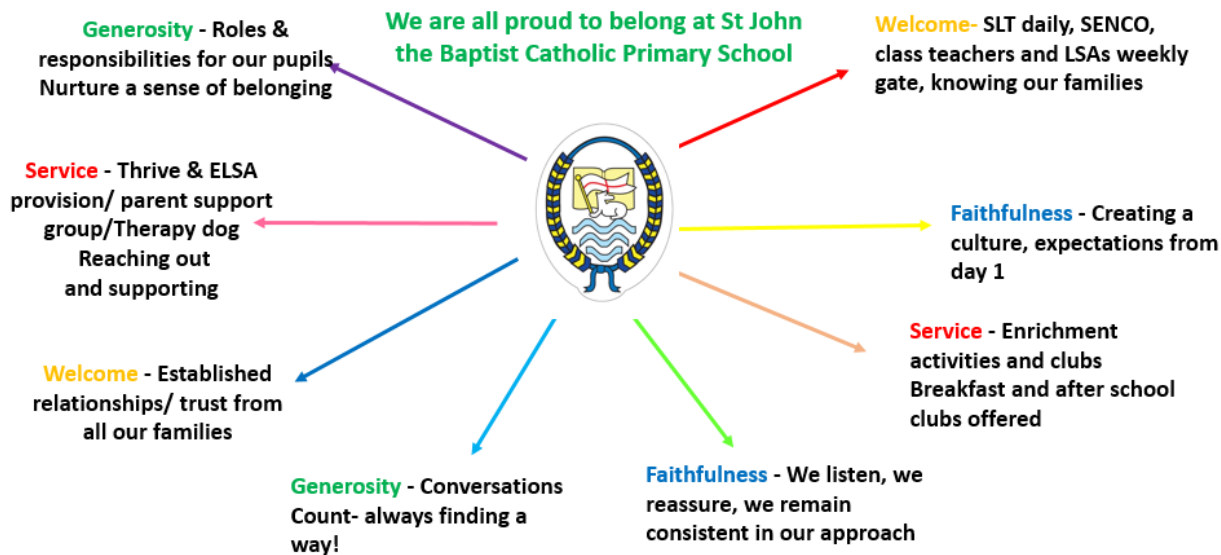 We are all proud to belong at St John
the Baptist Catholic Primary School
Generosity - Roles &
responsibilities for our pupils
Nurture a sense of belonging
Welcome- SLT daily, SENCO,
class teachers and LSAs weekly
gate, knowing our families
Service - Thrive & ELSA
provision/ parent support
group/Therapy dog
Reaching out
and supporting
Faithfulness - Creating a
culture, expectations from
day 1
Service - Enrichment
activities and clubs
Breakfast and after school
clubs offered
Welcome - Established
relationships/ trust from
all our families
Generosity - Conversations
Count- always finding a
way!
Faithfulness - We listen, we
reassure, we remain
consistent in our approach